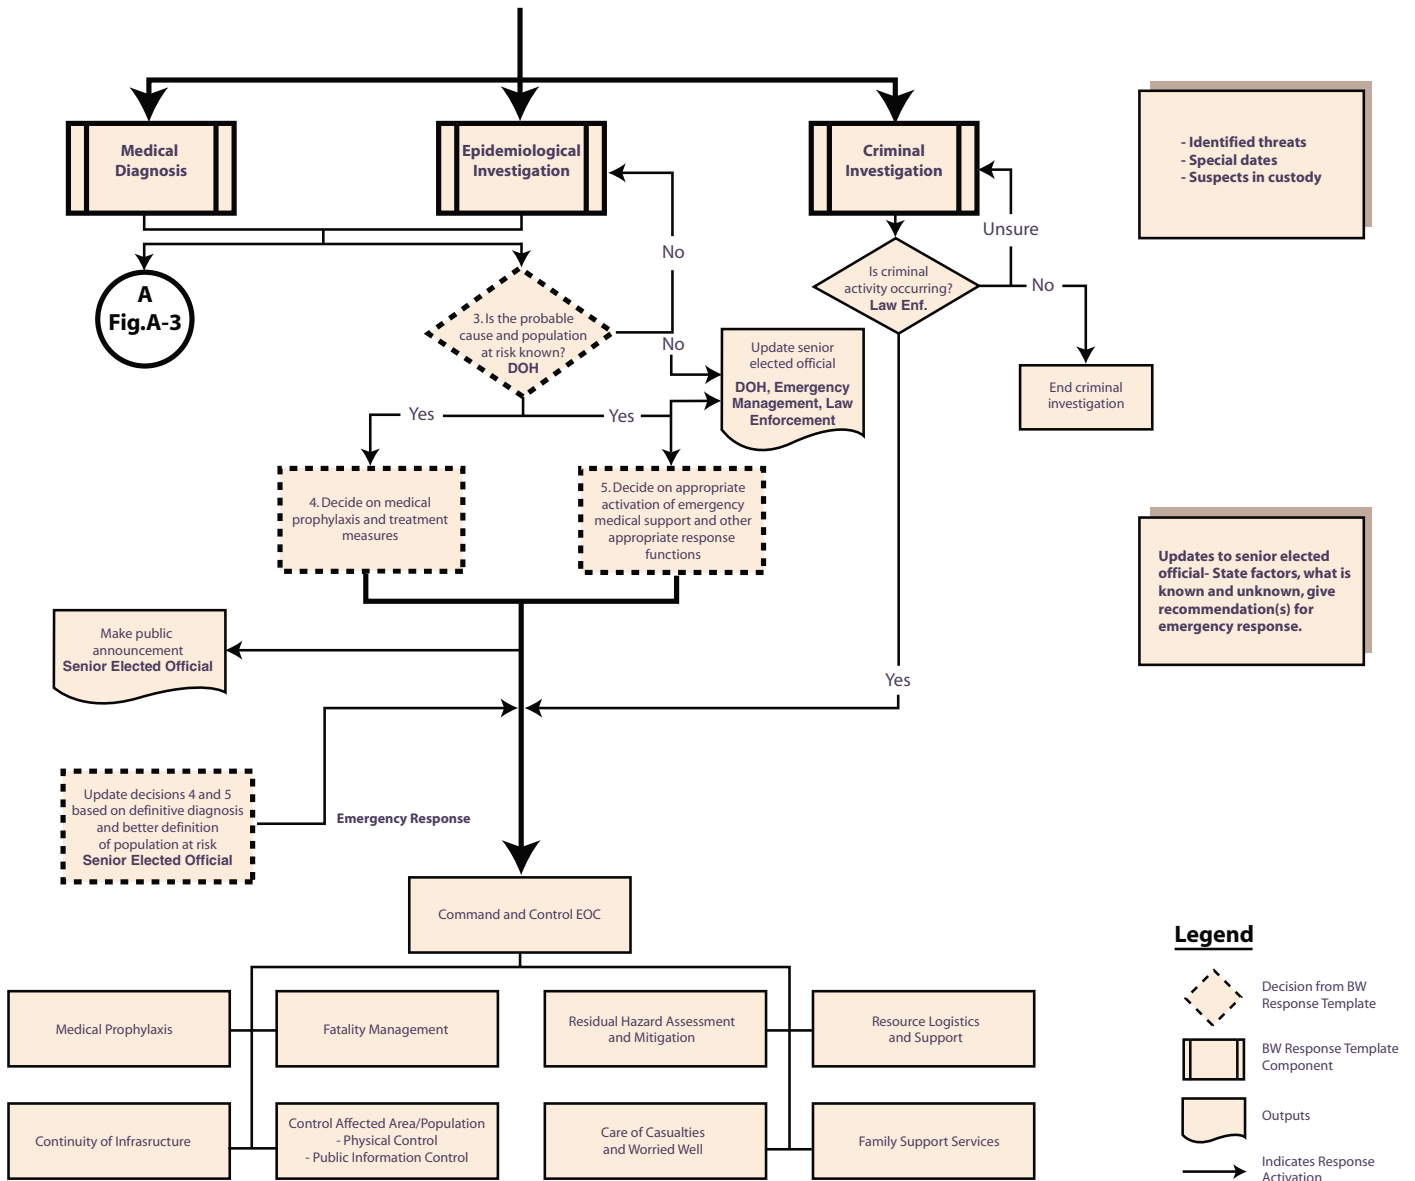 Medical
Diagnosis
Epidemiological
Investigation
Criminal
Investigation
- Identified threats
- Special dates
- Suspects in custody
A
Fig.A-3
3. Is the probable
cause and population
at risk known?
DOH
No
No
Unsure
Is criminal
activity occurring?
Law Enf.
No
End criminal
investigation
Update senior
elected official
DOH, Emergency
Management, Law
Enforcement
Yes
Yes
4. Decide on medical
prophylaxis and treatment
measures
5. Decide on appropriate
activation of emergency
medical support and other
appropriate response
functions
Updates to senior elected
official- State factors, what is
known and unknown, give
recommendation(s) for
emergency response.
Make public
announcement
Senior Elected Official
Yes
Update decisions 4 and 5
based on definitive diagnosis
and better definition
of population at risk
Senior Elected Official
Emergency Response
Command and Control EOC
Medical Prophylaxis
Fatality Management
Residual Hazard Assessment
and Mitigation
Resource Logistics
and Support
Continuity of Infrasructure
Control Affected Area/Population
- Physical Control
- Public Information Control
Care of Casualties
and Worried Well
Family Support Services
Legend
Decision from BW
Response Template
BW Response Template
Component
Outputs
Indicates Response
Activation